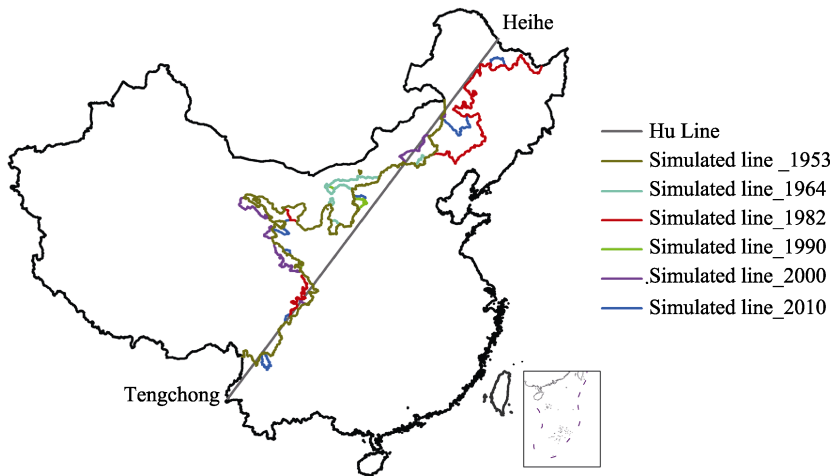 Heihe
Hu Line
Simulated line _1953
Simulated line_1964
Simulated line_1982
Simulated line_1990
Simulated line_2000
Simulated line_2010
Tengchong